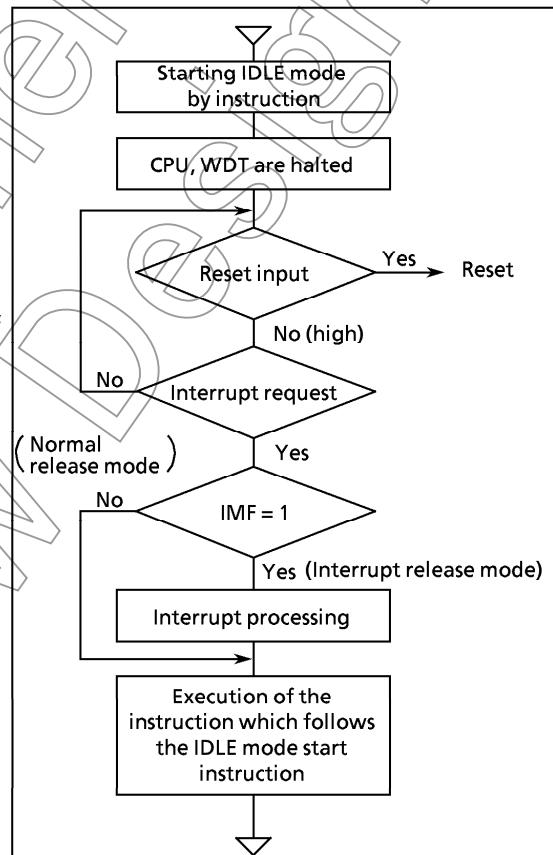 Starting IDLE mode
by instruction
CPU, WDT are halted
Reset input
Yes
Reset
No (high)
No
Interrupt request
(Normal
release mode)
Yes
No
IMF = 1
Yes (Interrupt release mode)
Interrupt processing
Execution of the
instruction which follows
the IDLE mode start
instruction